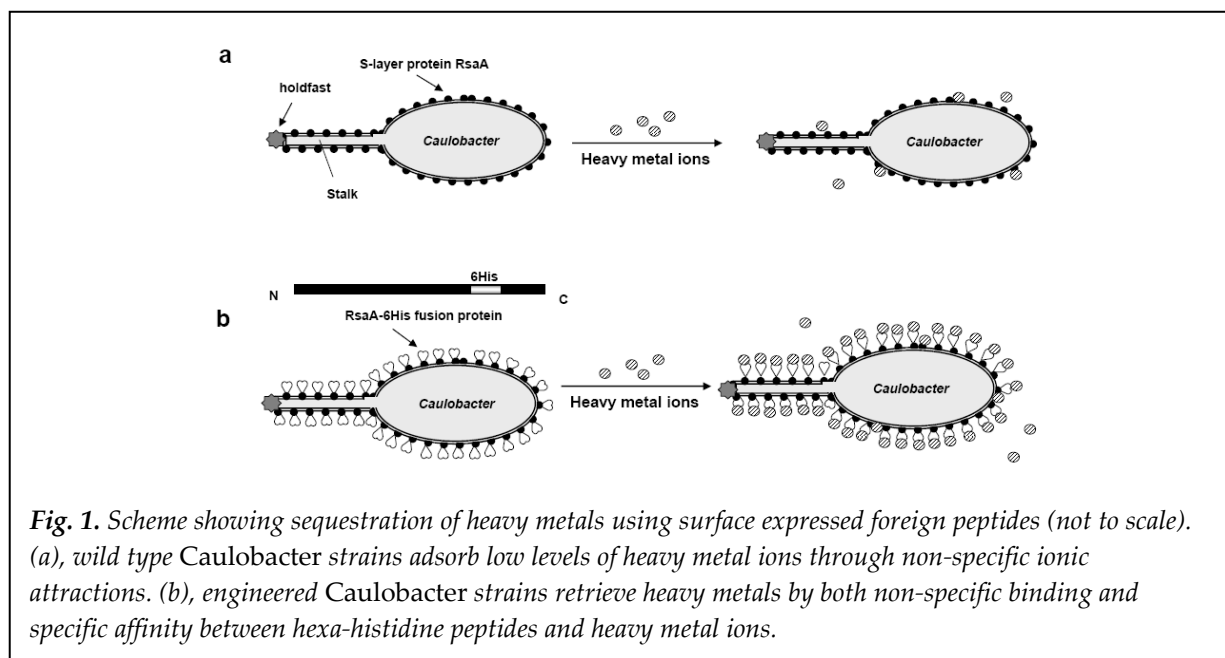 a
S-layer protein RsaA
holdfast
Caulobacter
Heavy metal ions
Caulobacter
Stalk
6His
N
C
b
RsaA-6His fusion protein
Caulobacter
Heavy metal ions
Caulobacter
Fig. 1. Scheme showing sequestration of heavy metals using surface expressed foreign peptides (not to scale).
(a), wild type Caulobacter strains adsorb low levels of heavy metal ions through non-specific ionic
attractions. (b), engineered Caulobacter strains retrieve heavy metals by both non-specific binding and
specific affinity between hexa-histidine peptides and heavy metal ions.